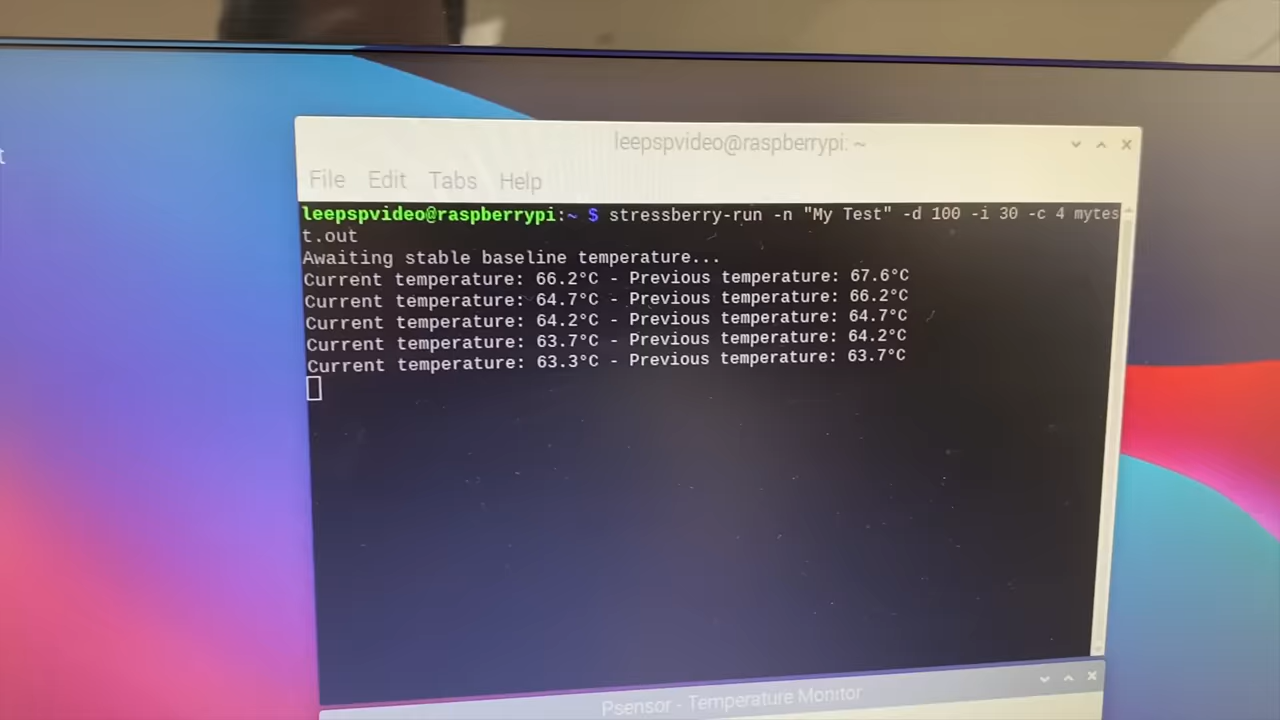 t
leepspvideo@raspberrypi: ~
File Edit Tabs Help
leepspvideo@raspberrypi:~ $ stressberry-run -n "My Test" -d 100 -i 30 -c 4 mytes
t.out
Awaiting stable baseline temperature...
Current temperature: 66.2°C - Previous temperature: 67.6°C
Current temperature: 64.7°C - Previous temperature: 66.2°C
Current temperature: 64.2°C - Previous temperature: 64.7°C
Current temperature: 63.7°C - Previous temperature: 64.2°C
Current temperature: 63.3°C - Previous temperature: 63.7°C
Psensor - Temperature Monitor